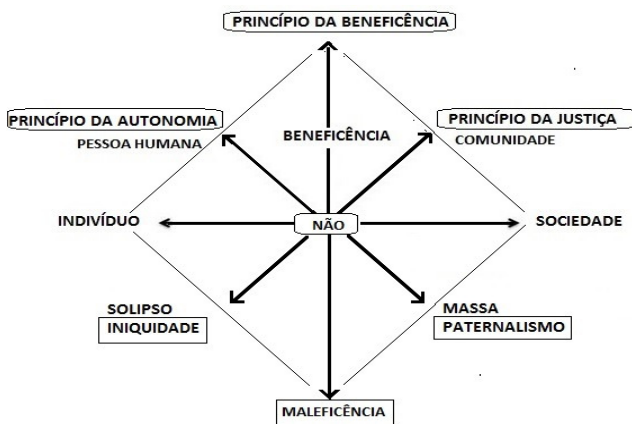 PRINCÍPIO DA BENEFICÊNCIA
PRINCÍPIO DA AUTONOMIA
PESSOA HUMANA
BENEFICÊNCIA
PRINCÍPIO DA JUSTIÇA
COMUNIDADE
INDIVÍDUO
NÃO
SOCIEDADE
SOLIPSO
INIQUIDADE
MASSA
PATERNALISMO
MALEFICÊNCIA